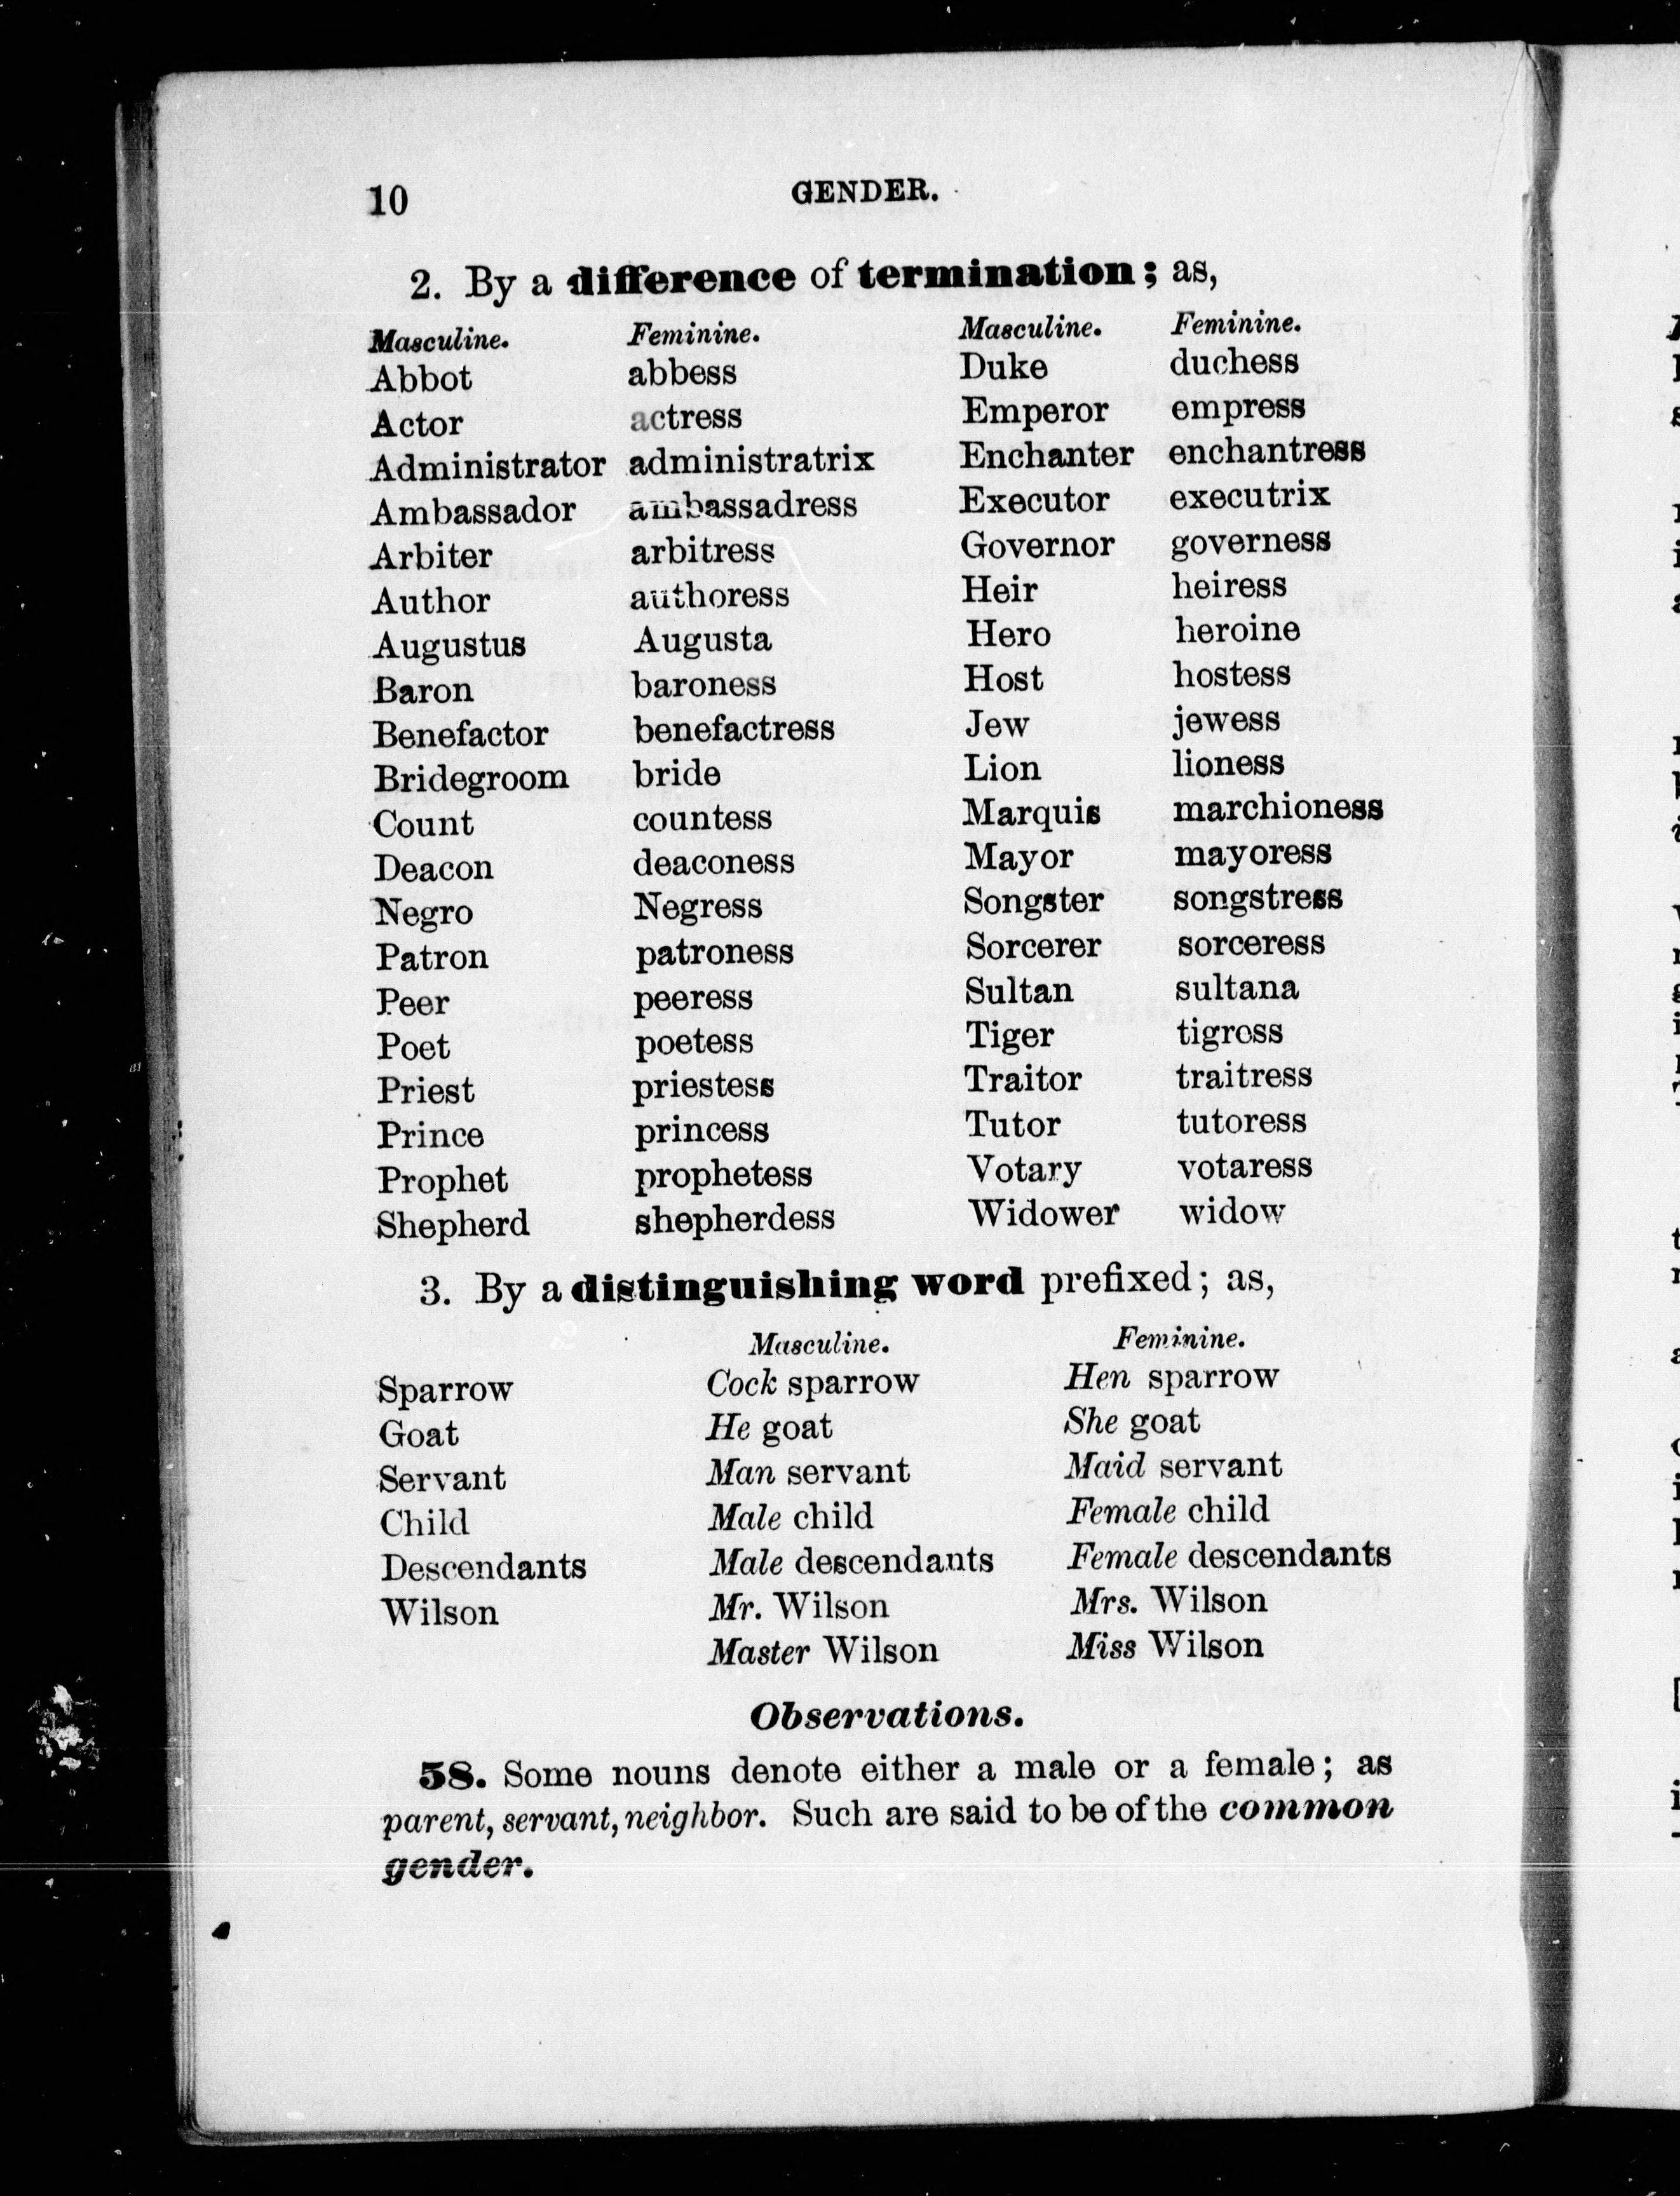 10 GENDER.
2. By a difference of termination; as,
Masculine. Feminine. Masculine. Feminine.
Abbot abbess Duke duchess
Actor actress Emperor empress
Administrator administratrix Enchanter enchantress
Ambassador ambassadress Executor executrix
Arbiter arbitress Governor governess
Author authoress Heir heiress
Augustus Augusta Hero heroine
Baron baroness Host hostess
Benefactor benefactress Jew jewess
Bridegroom bride Lion lioness
Count countess Marquis marchioness
Deacon deaconess Mayor mayoress
Negro Negress Songster songstress
Patron patroness Sorcerer sorceress
Peer peeress Sultan sultana
Poet poetess Tiger tigress
Priest priestess Traitor traitress
Prince princess Tutor tutoress
Prophet prophetess Votary votaress
Shepherd shepherdess Widower widow
3. By a distinguishing word prefixed; as,
Masculine. Feminine.
Sparrow Cock sparrow Hen sparrow
Goat He goat She goat
Servant Man servant Maid servant
Child Male child Female child
Descendants Male descendants Female descendants
Wilson Mr. Wilson Mrs. Wilson
Master Wilson Miss Wilson
Observations.
58. Some nouns denote either a male or a female; as
parent, servant, neighbor. Such are said to be of the common
gender.